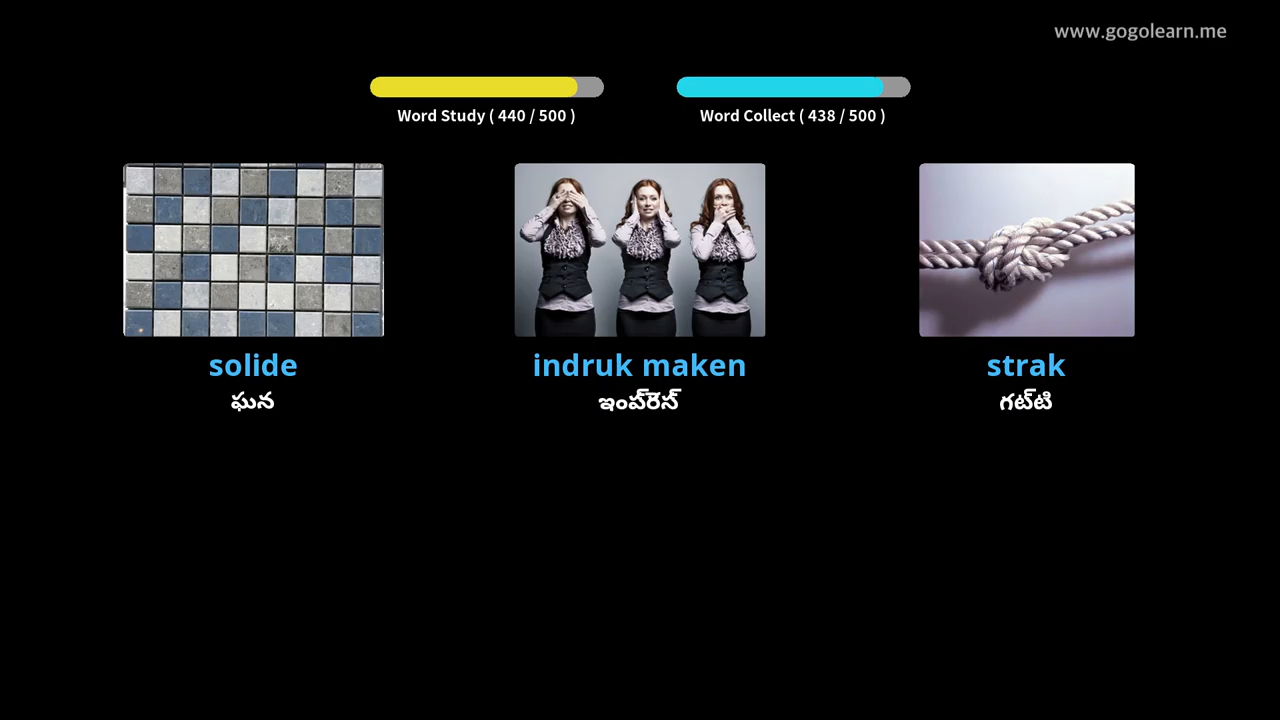 www.gogolearn.me
Word Study ( 440 / 500 )
Word Collect ( 438 / 500 )
solide
indruk maken
strak
ఘన
ఇంప్రెస్
గట్టి